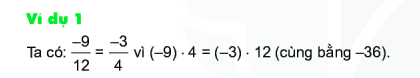 Ví dụ 1
Ta có: –9/12 = –3/4 vì (–9) · 4 = (–3) · 12 (cùng bằng –36).